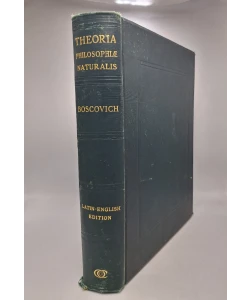 THEORIA
PHILOSOPHIÆ
NATURALIS
BOSCOVICH
LATIN-ENGLISH
EDITION